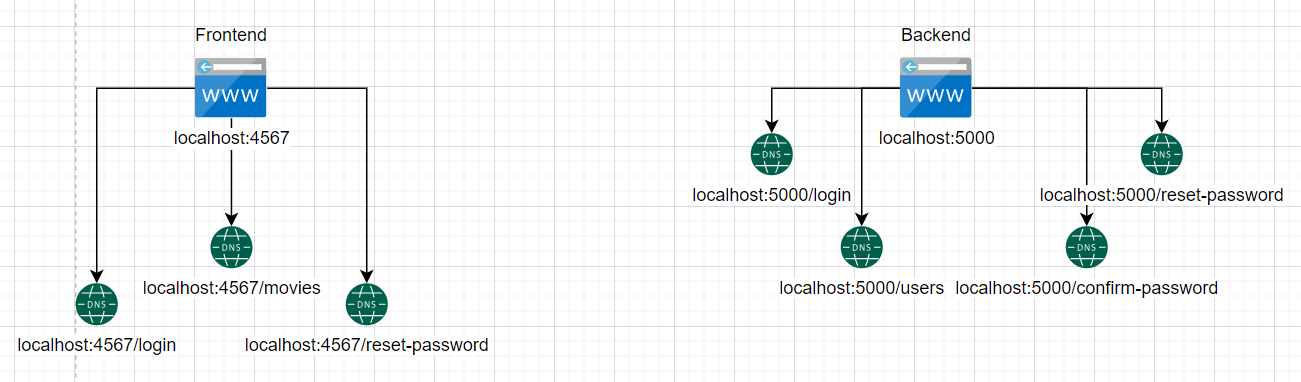 Frontend
WWW
localhost:4567
DNS
localhost:4567/movies
DNS
localhost:4567/login
DNS
localhost:4567/reset-password
Backend
WWW
localhost:5000
DNS
localhost:5000/login
DNS
localhost:5000/reset-password
DNS
localhost:5000/users
DNS
localhost:5000/confirm-password